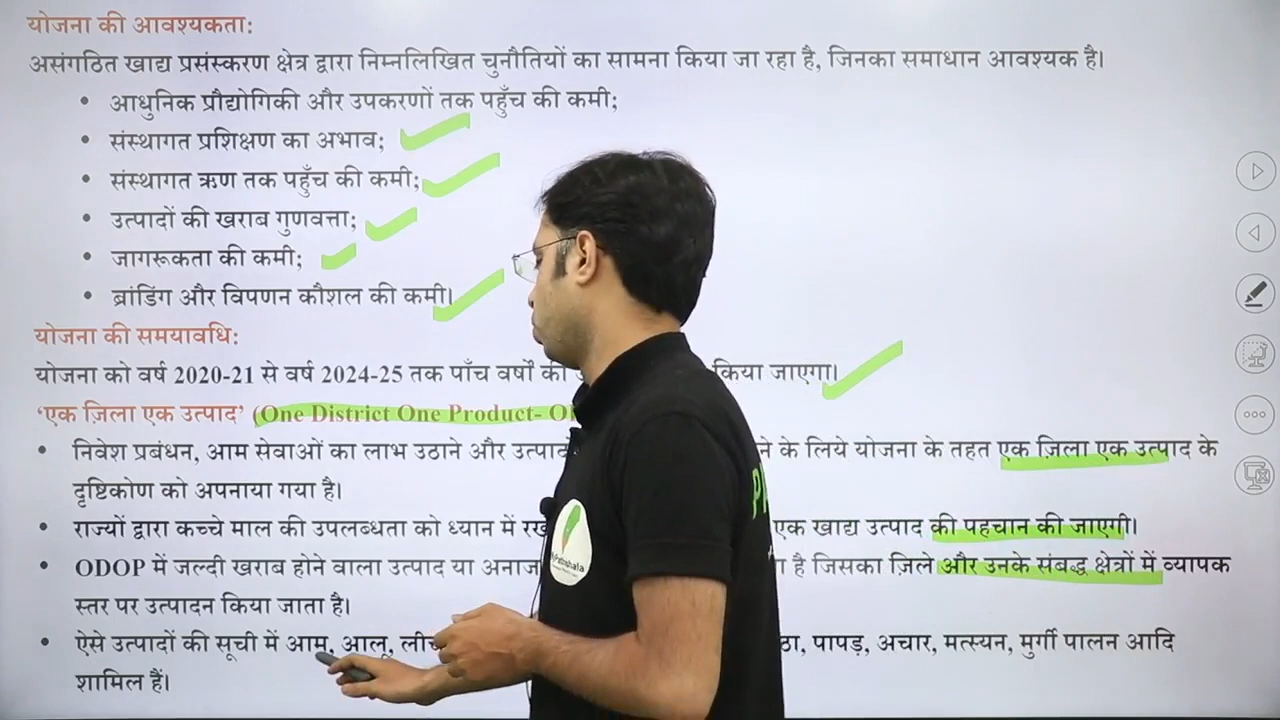 योजना की आवश्यकता:
असंगठित खाद्य प्रसंस्करण क्षेत्र द्वारा निम्नलिखित चुनौतियों का सामना किया जा रहा है, जिनका समाधान आवश्यक है।
• आधुनिक प्रौद्योगिकी और उपकरणों तक पहुँच की कमी;
• संस्थागत प्रशिक्षण का अभाव;
• संस्थागत ऋण तक पहुँच की कमी;
• उत्पादों की खराब गुणवत्ता;
• जागरूकता की कमी;
• ब्रांडिंग और विपणन कौशल की कमी।
योजना की समयावधि:
योजना को वर्ष 2020-21 से वर्ष 2024-25 तक पाँच वर्षों की किया जाएगा।
‘एक ज़िला एक उत्पाद’ (One District One Product-
• निवेश प्रबंधन, आम सेवाओं का लाभ उठाने और के लिये योजना के तहत एक ज़िला एक उत्पाद के
दृष्टिकोण को अपनाया गया है।
• राज्यों द्वारा कच्चे माल की उपलब्धता को ध्यान में एक खाद्य उत्पाद की पहचान की जाएगी।
• ODOP में जल्दी खराब होने वाला उत्पाद या है जिसका ज़िले और उनके संबद्ध क्षेत्रों में व्यापक
स्तर पर उत्पादन किया जाता है।
• ऐसे उत्पादों की सूची में आम, आलू, पापड़, अचार, मत्स्यन, मुर्गी पालन आदि
शामिल हैं।